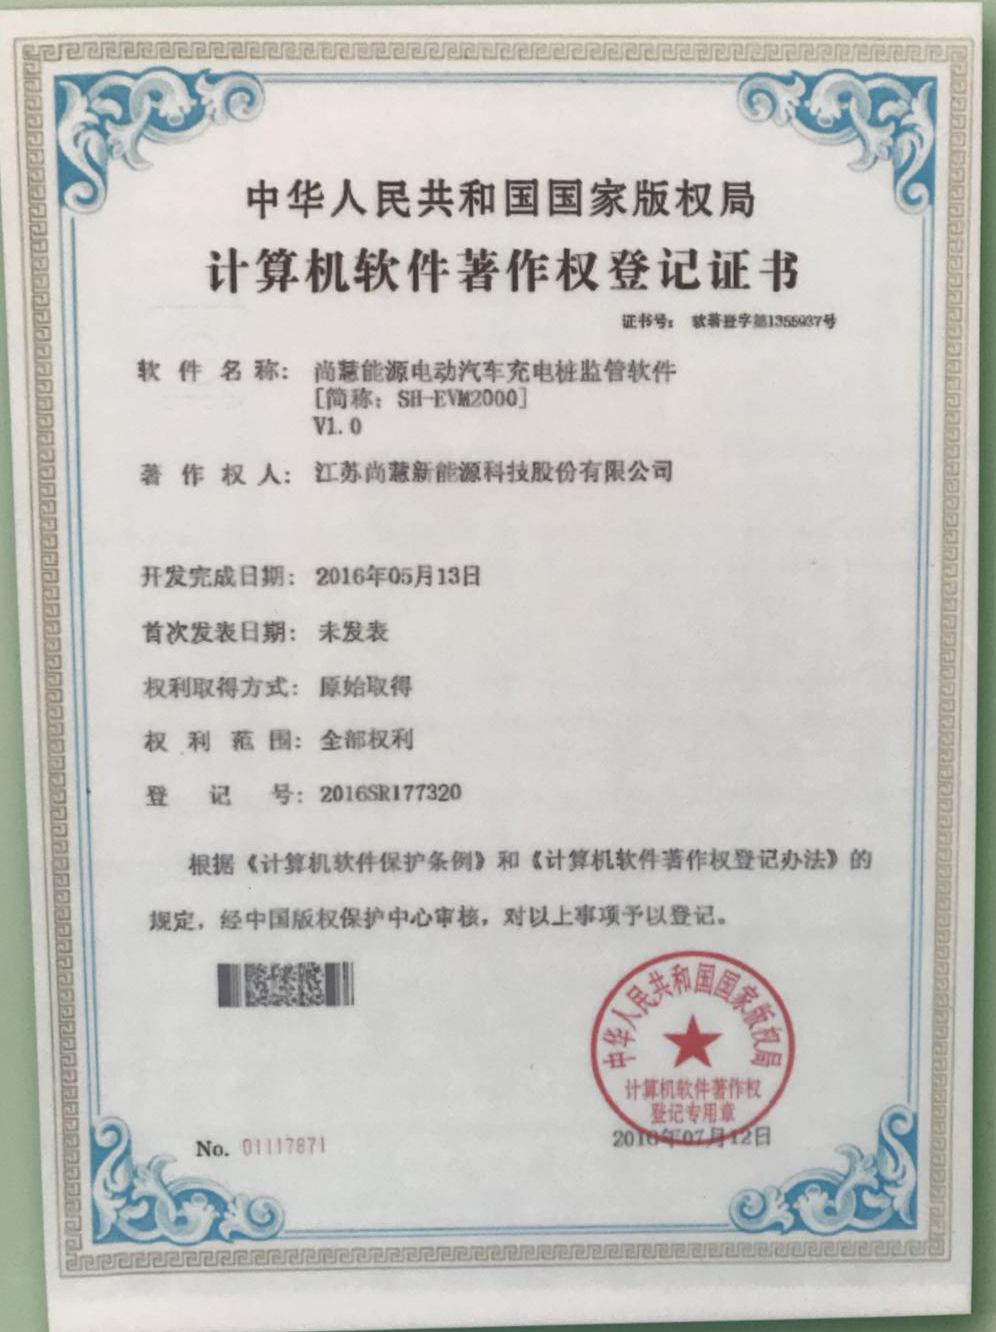 中华人民共和国国家版权局
计算机软件著作权登记证书
证书号： 软著登字第1355937号
软件名称： 尚慧能源电动汽车充电桩监管软件
[简称：SH-EVM2000]
V1.0
著作权人： 江苏尚慧新能源科技股份有限公司
开发完成日期： 2016年05月13日
首次发表日期： 未发表
权利取得方式： 原始取得
权利范围： 全部权利
登记号： 2016SR177320
根据《计算机软件保护条例》和《计算机软件著作权登记办法》的
规定，经中国版权保护中心审核，对以上事项予以登记。
中华人民共和国国家版权局
计算机软件著作权
登记专用章
2016年07月12日
No. 01117871